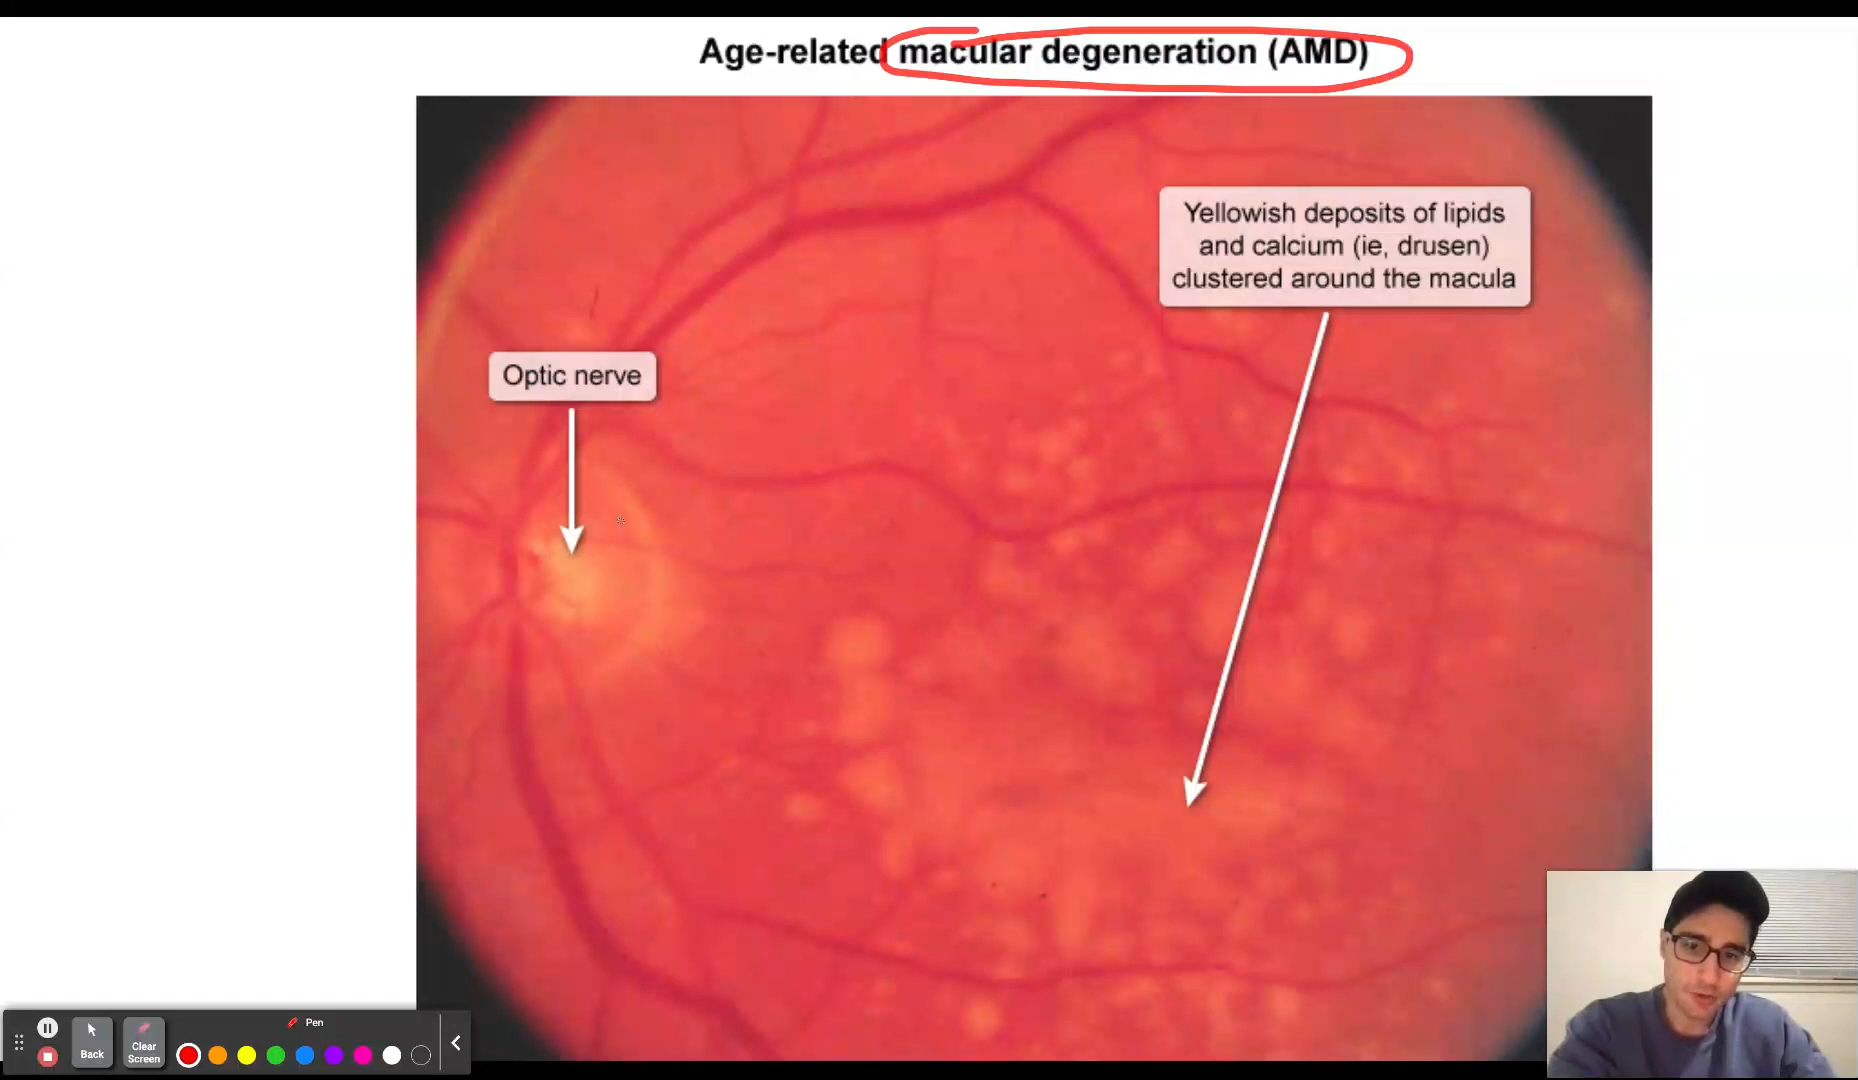 Age-related macular degeneration (AMD)
Yellowish deposits of lipids
and calcium (ie, drusen)
clustered around the macula
Optic nerve
Pen
Back
Clear
Screen